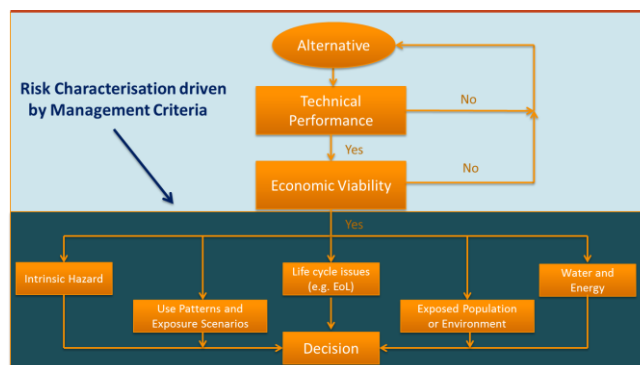 Alternative
Risk Characterisation driven
by Management Criteria
Technical
Performance
No
Yes
No
Economic Viability
Yes
Intrinsic Hazard
Life cycle issues
(e.g. EoL)
Water and
Energy
Use Patterns and
Exposure Scenarios
Exposed Population
or Environment
Decision